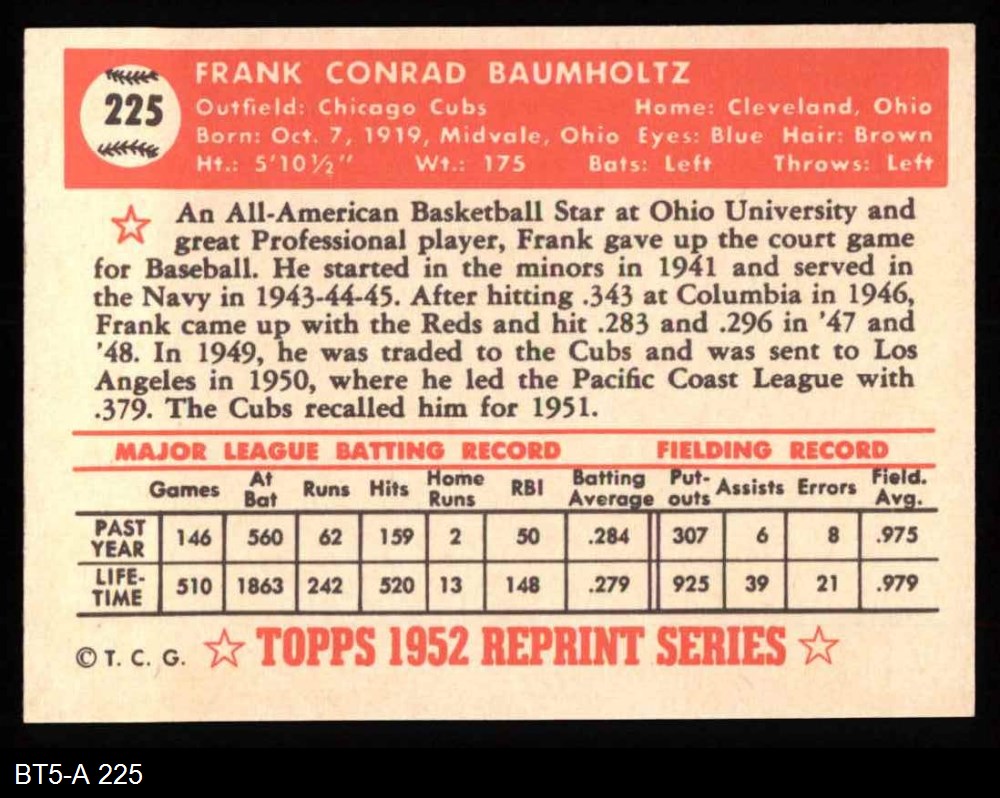 225
FRANK CONRAD BAUMHOLTZ
Outfield: Chicago Cubs Home: Cleveland, Ohio
Born: Oct. 7, 1919, Midvale, Ohio Eyes: Blue Hair: Brown
Ht.: 5'10½" Wt.: 175 Bats: Left Throws: Left
An All-American Basketball Star at Ohio University and
great Professional player, Frank gave up the court game
for Baseball. He started in the minors in 1941 and served in
the Navy in 1943-44-45. After hitting .343 at Columbia in 1946,
Frank came up with the Reds and hit .283 and .296 in '47 and
'48. In 1949, he was traded to the Cubs and was sent to Los
Angeles in 1950, where he led the Pacific Coast League with
.379. The Cubs recalled him for 1951.
MAJOR LEAGUE BATTING RECORD FIELDING RECORD
Games At Bat Runs Hits Home Runs RBI Batting Average Put-outs Assists Errors Field. Avg.
PAST YEAR 146 560 62 159 2 50 .284 307 6 8 .975
LIFE-TIME 510 1863 242 520 13 148 .279 925 39 21 .979
© T. C. G. ☆ TOPPS 1952 REPRINT SERIES ☆
BT5-A 225